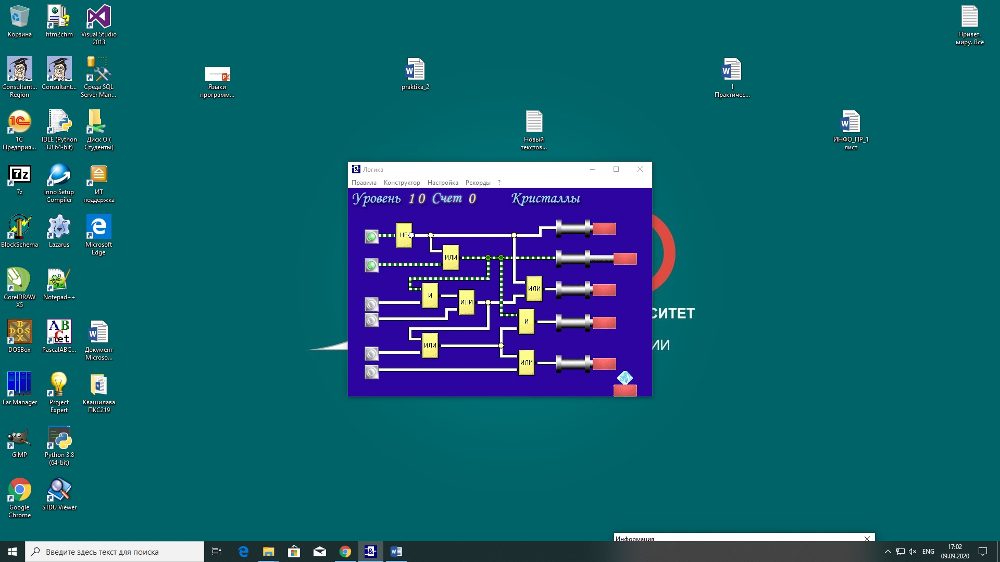 Корзина
htm2chm
Visual Studio
2013
Привет.
миру. Всё
Consultant...
Region
Consultant...
Среда SQL
Server Man...
Языки
программ...
praktika_2
1
Практичес...
1С
Предприя...
IDLE (Python
3.8 64-bit)
Диск О (
Студенты)
Новый
текстов...
ИНФО_ПР_1
лист
7z
Inno Setup
Compiler
ИТ
поддержка
Логика
Правила Конструктор Настройка Рекорды ?
Уровень 10 Счет 0 Кристаллы
НЕ
ИЛИ
И
ИЛИ
ИЛИ
И
ИЛИ
ИЛИ
BlockSchema
Lazarus
Microsoft
Edge
CorelDRAW
X5
Notepad++
СИТЕТ
ИИ
DOS
BOX
DOSBox
PascalABC...
Документ
Microso...
Far Manager
Project
Expert
Квашилава
ПКС219
GIMP
Python 3.8
(64-bit)
Google
Chrome
STDU Viewer
Информация
Введите здесь текст для поиска
ENG
17:02
09.09.2020